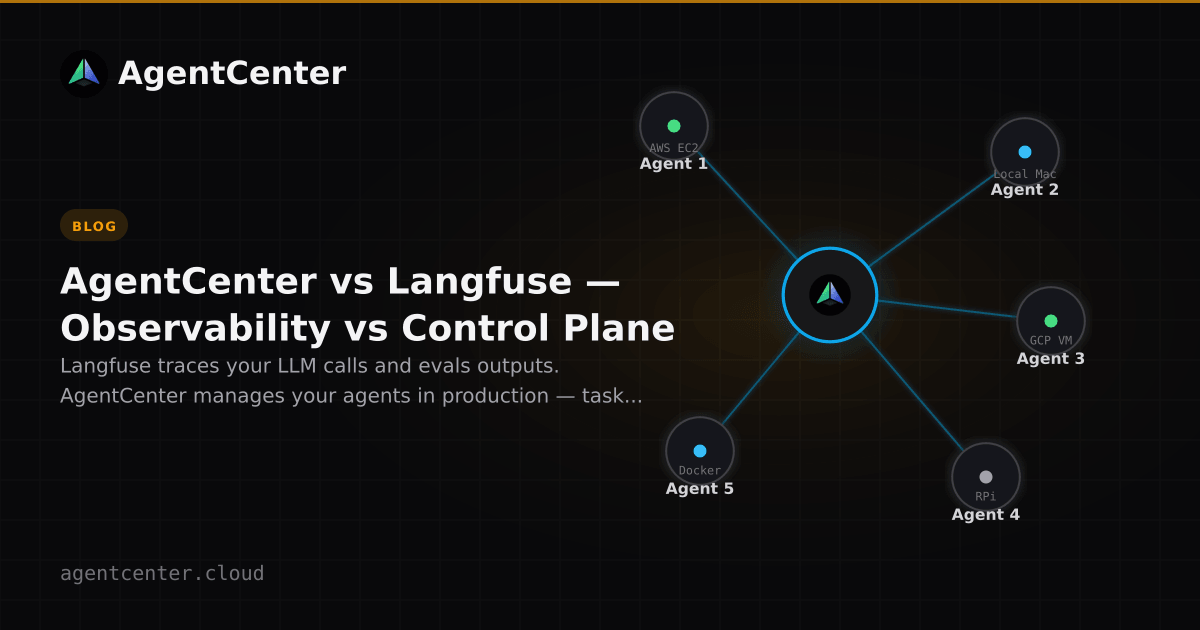 AgentCenter
BLOG
AgentCenter vs Langfuse —
Observability vs Control Plane
Langfuse traces your LLM calls and evals outputs.
AgentCenter manages your agents in production — task...
agentcenter.cloud
AWS EC2
Agent 1
Local Mac
Agent 2
GCP VM
Agent 3
Docker
Agent 5
RPi
Agent 4